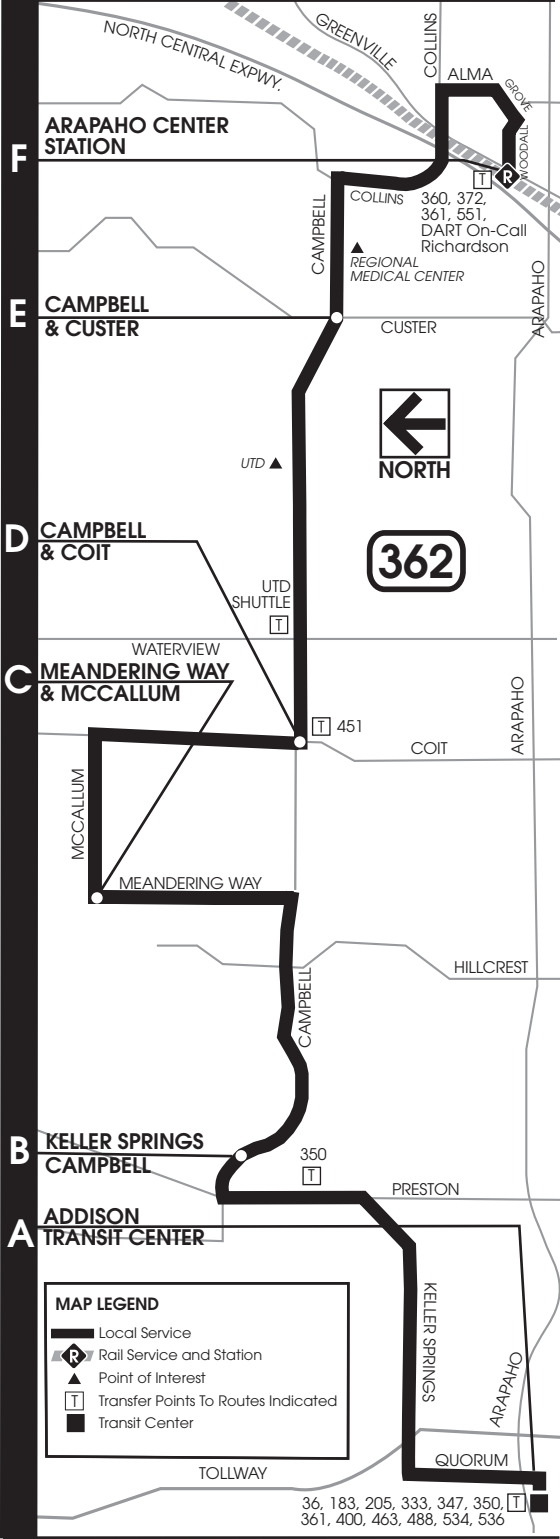 NORTH CENTRAL EXPWY.
GREENVILLE
COLLINS
ALMA
GROVE
WOODALL
F
ARAPAHO CENTER
STATION
T
R
COLLINS
360, 372,
361, 551,
DART On-Call
Richardson
CAMPBELL
REGIONAL
MEDICAL CENTER
ARAPAHO
E
CAMPBELL
& CUSTER
CUSTER
NORTH
UTD
362
D
CAMPBELL
& COIT
UTD
SHUTTLE
T
WATERVIEW
C
MEANDERING WAY
& MCCALLUM
ARAPAHO
T 451
COIT
MCCALLUM
MEANDERING WAY
HILLCREST
CAMPBELL
B
KELLER SPRINGS
CAMPBELL
350
T
PRESTON
A
ADDISON
TRANSIT CENTER
KELLER SPRINGS
ARAPAHO
MAP LEGEND
Local Service
R Rail Service and Station
Point of Interest
T Transfer Points To Routes Indicated
Transit Center
QUORUM
TOLLWAY
36, 183, 205, 333, 347, 350, T
361, 400, 463, 488, 534, 536